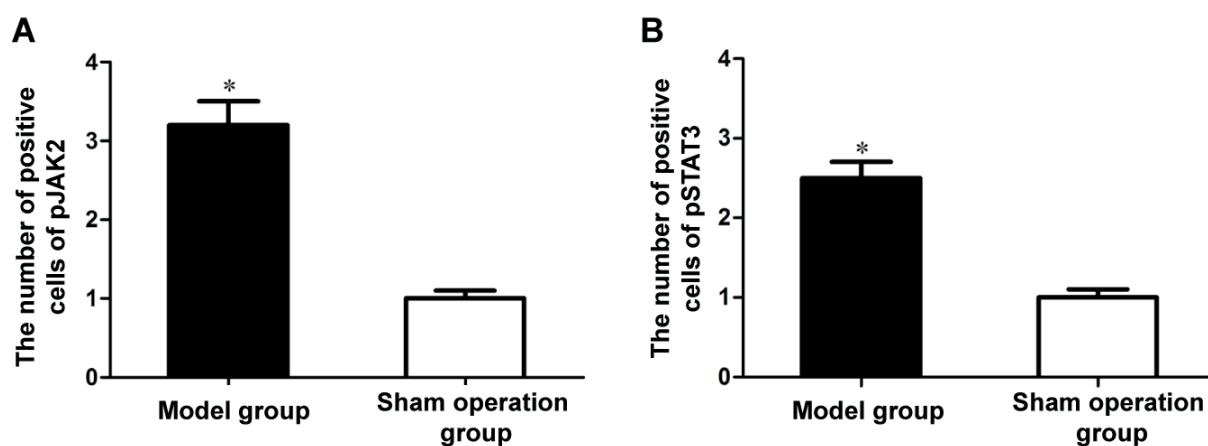 A
The number of positive
cells of pJAK2
4
3
2
1
0
*
Model group
Sham operation
group
B
The number of positive
cells of pSTAT3
4
3
2
1
0
*
Model group
Sham operation
group